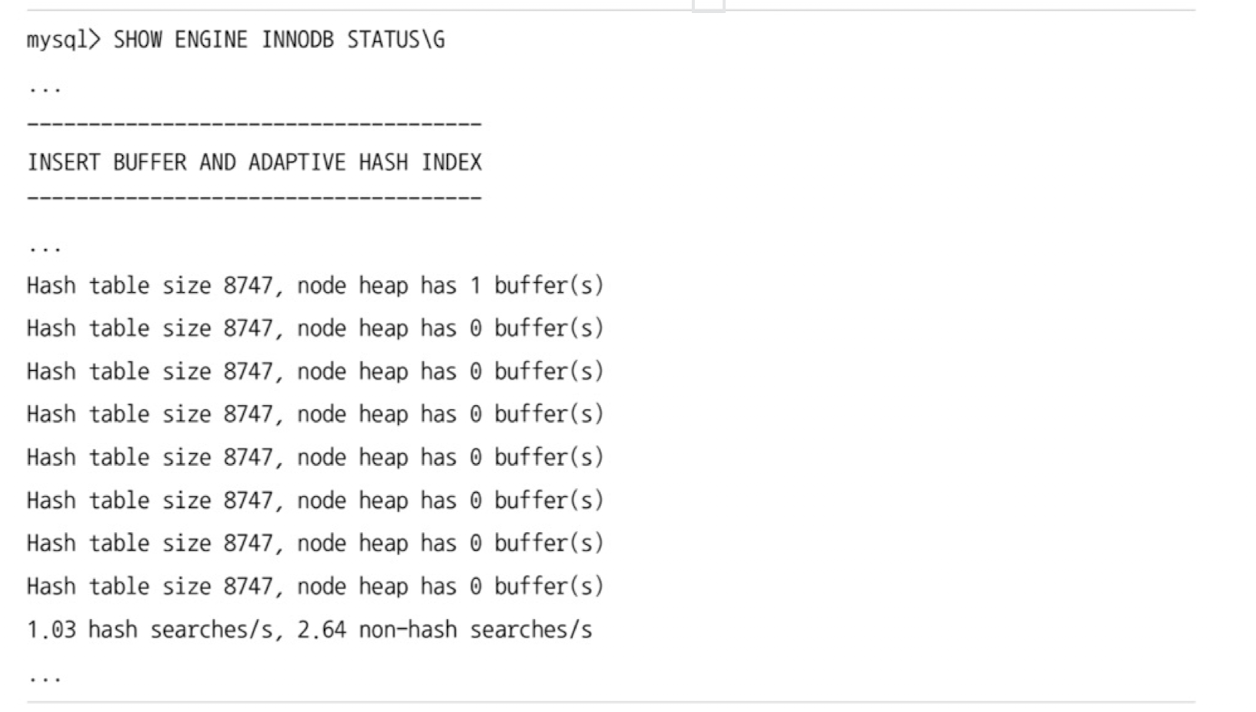 mysql> SHOW ENGINE INNODB STATUS\G
...
-------------------------------------
INSERT BUFFER AND ADAPTIVE HASH INDEX
-------------------------------------
...
Hash table size 8747, node heap has 1 buffer(s)
Hash table size 8747, node heap has 0 buffer(s)
Hash table size 8747, node heap has 0 buffer(s)
Hash table size 8747, node heap has 0 buffer(s)
Hash table size 8747, node heap has 0 buffer(s)
Hash table size 8747, node heap has 0 buffer(s)
Hash table size 8747, node heap has 0 buffer(s)
Hash table size 8747, node heap has 0 buffer(s)
1.03 hash searches/s, 2.64 non-hash searches/s
...